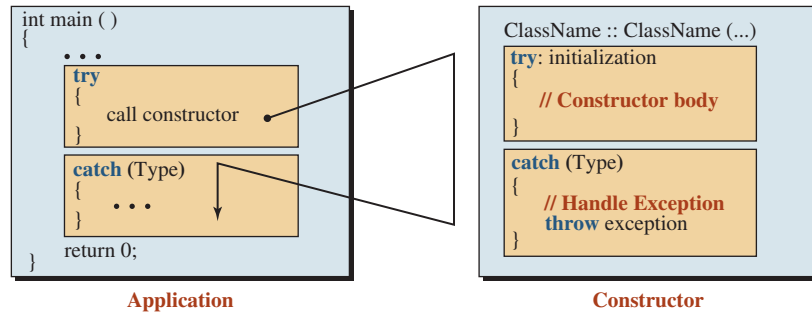 int main ( )
{
• • •
try
{
call constructor
}
catch (Type)
{
• • •
}
return 0;
}
Application
ClassName :: ClassName (...)
try: initialization
{
// Constructor body
}
catch (Type)
{
// Handle Exception
throw exception
}
Constructor